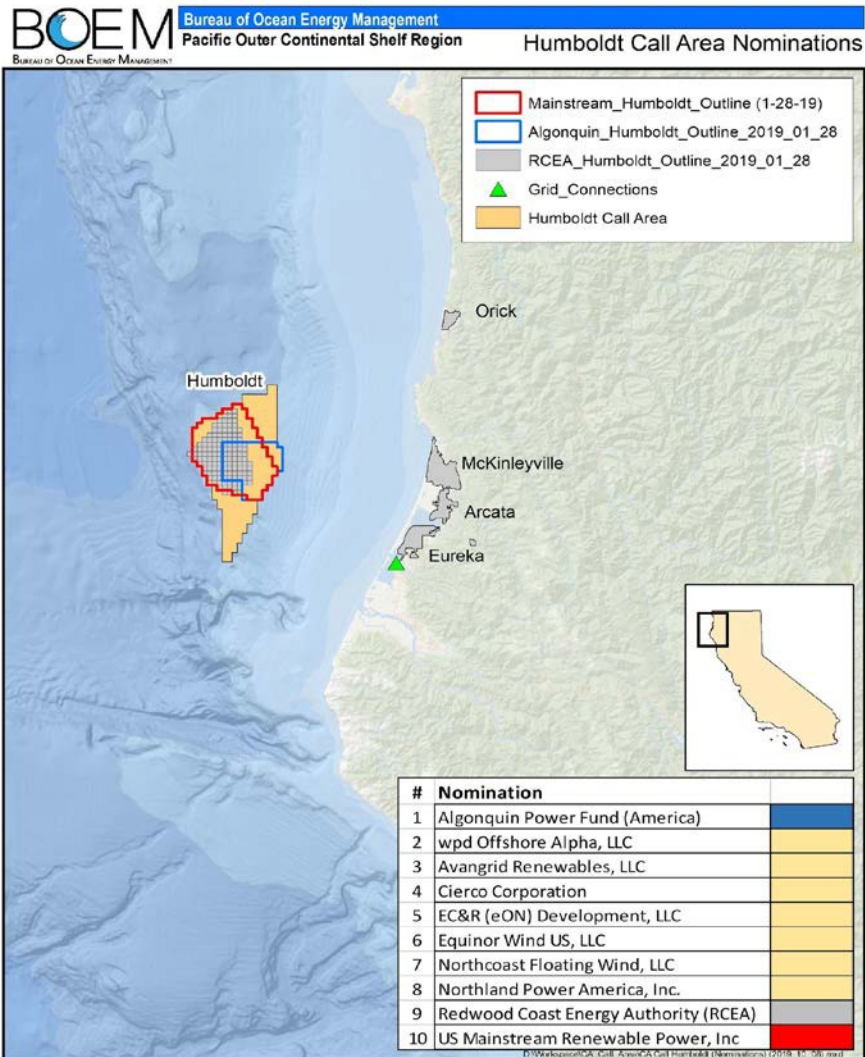 BOEM
BUREAU OF OCEAN ENERGY MANAGEMENT
Bureau of Ocean Energy Management
Pacific Outer Continental Shelf Region
Humboldt Call Area Nominations
Mainstream_Humboldt_Outline (1-28-19)
Algonquin_Humboldt_Outline_2019_01_28
RCEA_Humboldt_Outline_2019_01_28
Grid_Connections
Humboldt Call Area
Orick
Humboldt
McKinleyville
Arcata
Eureka
# Nomination
1 Algonquin Power Fund (America)
2 wpd Offshore Alpha, LLC
3 Avangrid Renewables, LLC
4 Cierco Corporation
5 EC&R (eON) Development, LLC
6 Equinor Wind US, LLC
7 Northcoast Floating Wind, LLC
8 Northland Power America, Inc.
9 Redwood Coast Energy Authority (RCEA)
10 US Mainstream Renewable Power, Inc